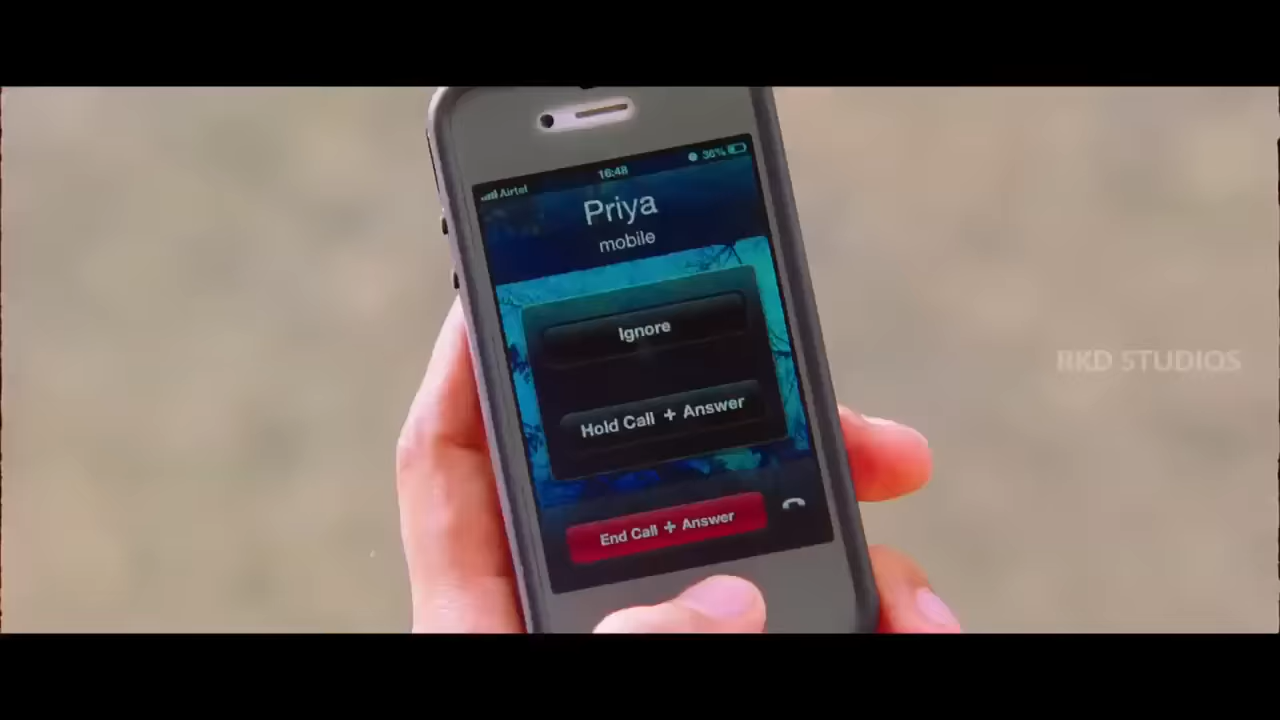 Airtel
16:48
36%
Priya
mobile
Ignore
Hold Call + Answer
End Call + Answer
RKD STUDIOS